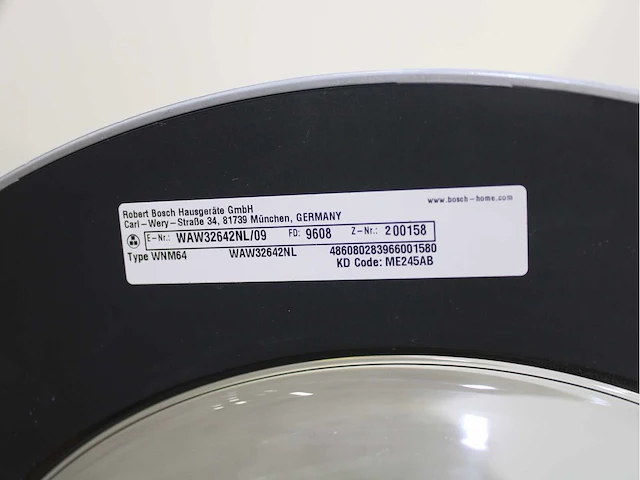 www.bosch-home.com
Robert Bosch Hausgeräte GmbH
Carl-Wery-Straße 34, 81739 München, GERMANY
E-Nr.: WAW32642NL/09 FD: 9608 Z-Nr.: 200158
Type WNM64 WAW32642NL 486080283966001580
KD Code: ME245AB